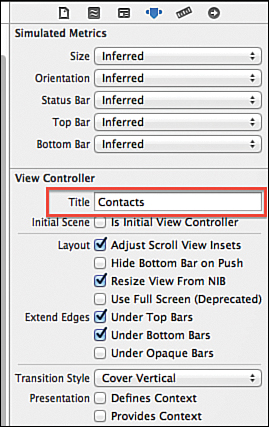 Simulated Metrics
Size Inferred
Orientation Inferred
Status Bar Inferred
Top Bar Inferred
Bottom Bar Inferred
View Controller
Title Contacts
Initial Scene Is Initial View Controller
Layout Adjust Scroll View Insets
Hide Bottom Bar on Push
Resize View From NIB
Use Full Screen (Deprecated)
Extend Edges Under Top Bars
Under Bottom Bars
Under Opaque Bars
Transition Style Cover Vertical
Presentation Defines Context
Provides Context